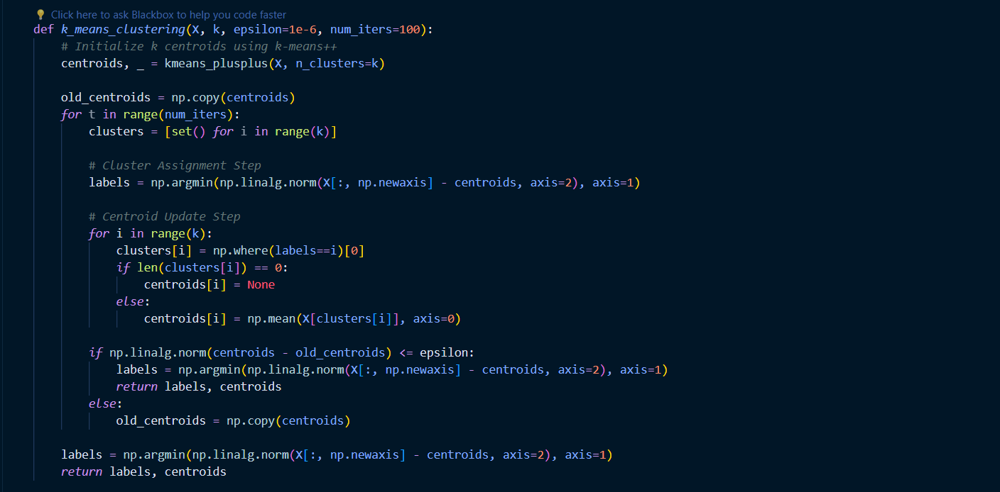 Click here to ask Blackbox to help you code faster
def k_means_clustering(X, k, epsilon=1e-6, num_iters=100):
    # Initialize k centroids using k-means++
    centroids, _ = kmeans_plusplus(X, n_clusters=k)
    old_centroids = np.copy(centroids)
    for t in range(num_iters):
        clusters = [set() for i in range(k)]
        # Cluster Assignment Step
        labels = np.argmin(np.linalg.norm(X[:, np.newaxis] - centroids, axis=2), axis=1)
        # Centroid Update Step
        for i in range(k):
            clusters[i] = np.where(labels==i)[0]
            if len(clusters[i]) == 0:
                centroids[i] = None
            else:
                centroids[i] = np.mean(X[clusters[i]], axis=0)
        if np.linalg.norm(centroids - old_centroids) <= epsilon:
            labels = np.argmin(np.linalg.norm(X[:, np.newaxis] - centroids, axis=2), axis=1)
            return labels, centroids
        else:
            old_centroids = np.copy(centroids)
    labels = np.argmin(np.linalg.norm(X[:, np.newaxis] - centroids, axis=2), axis=1)
    return labels, centroids